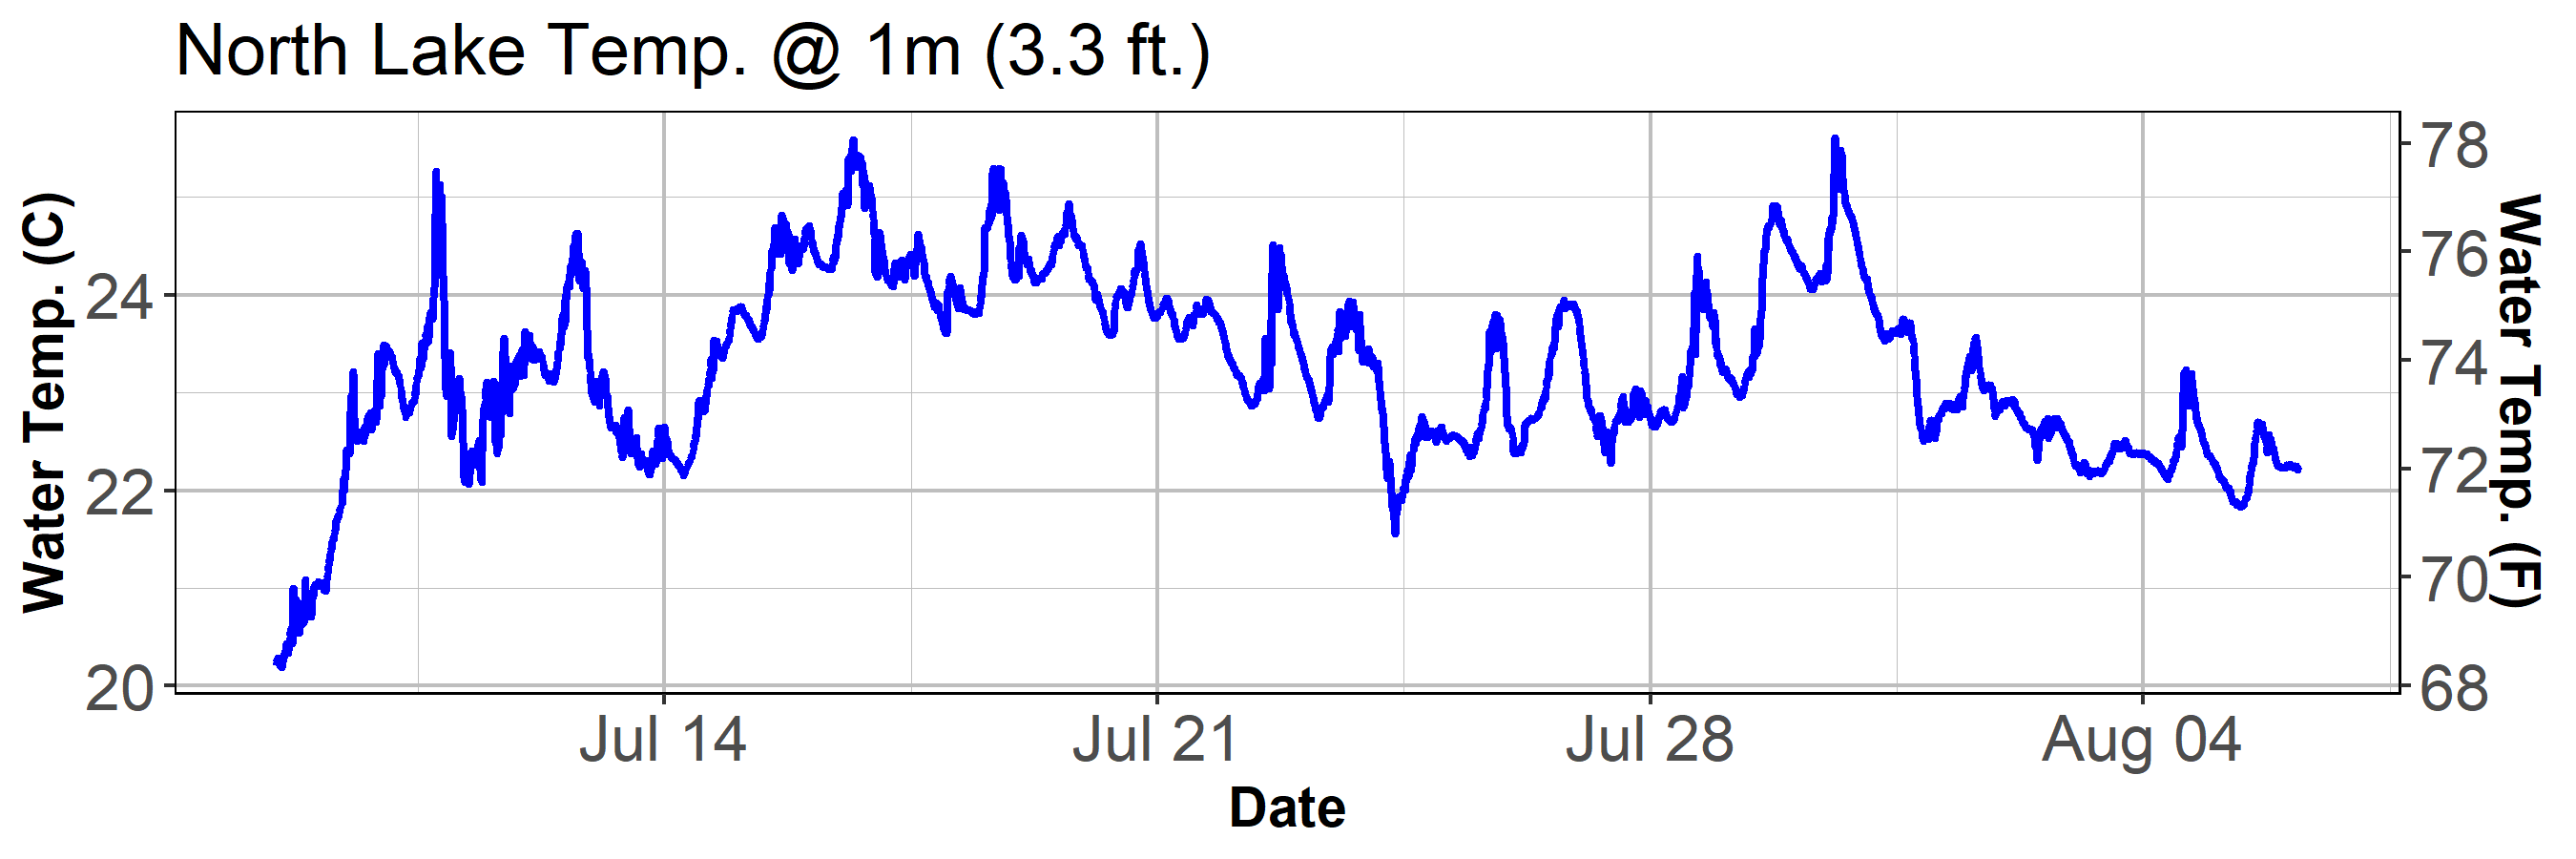 North Lake Temp. @ 1m (3.3 ft.)
Water Temp. (C)
24
22
20
78
76
74
72
70
68
Water Temp. (F)
Jul 14
Jul 21
Jul 28
Aug 04
Date